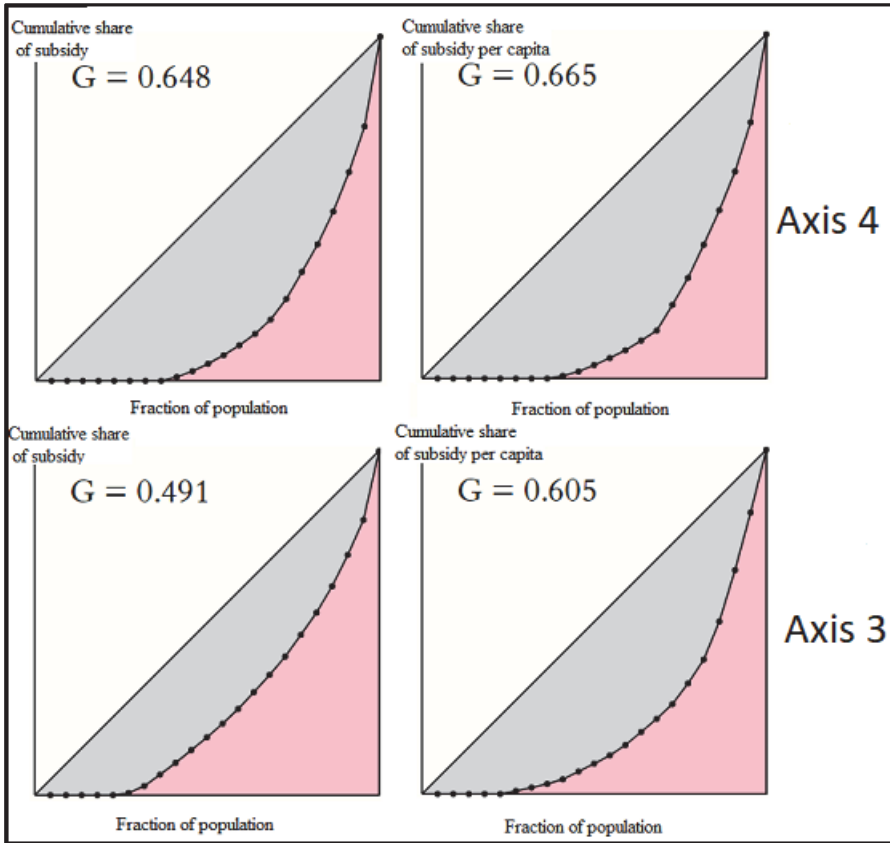 Cumulative share
of subsidy
G = 0.648
Cumulative share
of subsidy per capita
G = 0.665
Axis 4
Fraction of population
Fraction of population
Cumulative share
of subsidy
G = 0.491
Cumulative share
of subsidy per capita
G = 0.605
Axis 3
Fraction of population
Fraction of population